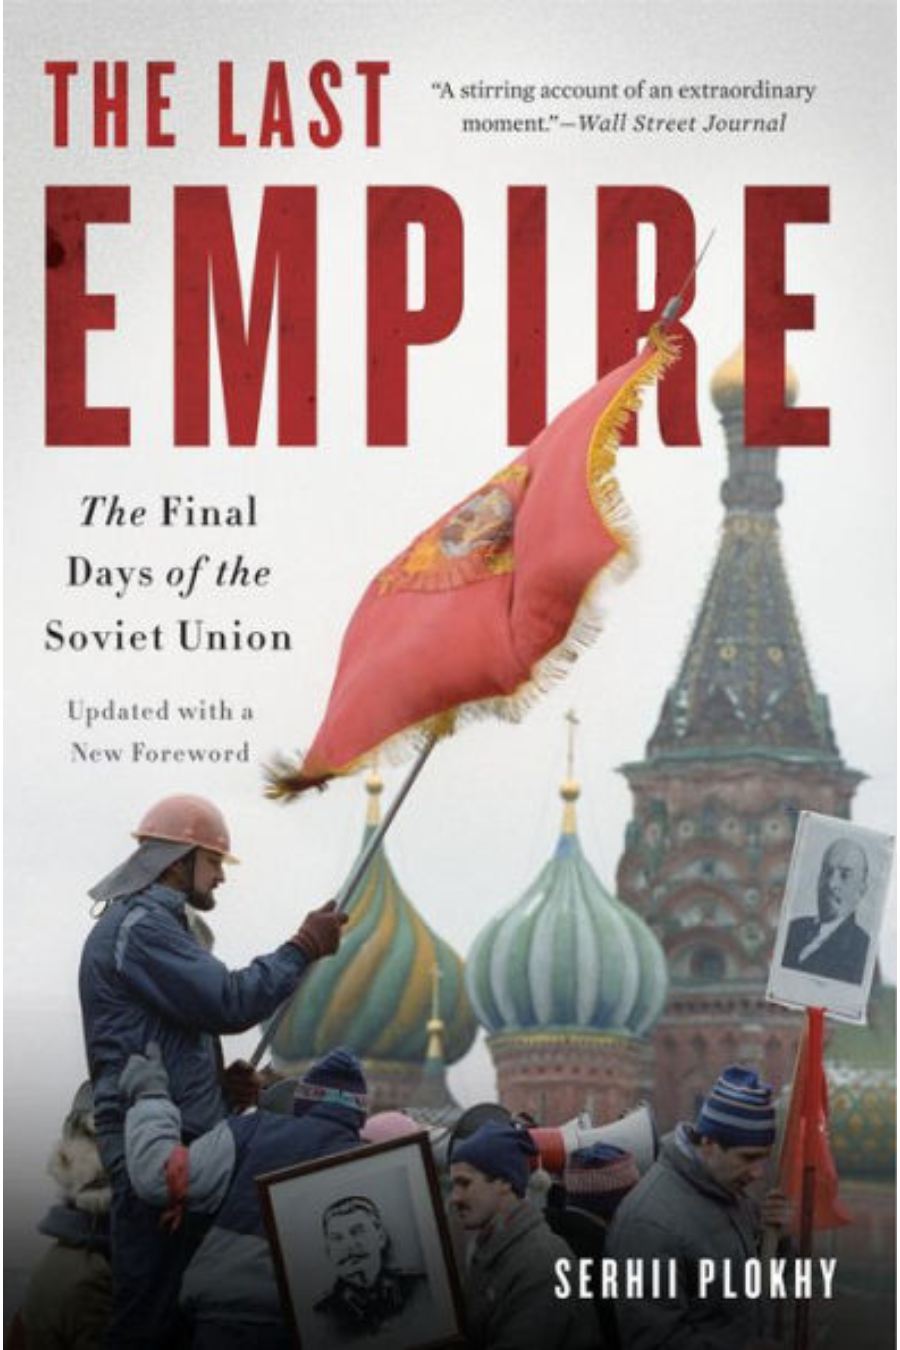 THE LAST
“A stirring account of an extraordinary
moment.”—Wall Street Journal
EMPIRE
The Final
Days of the
Soviet Union
Updated with a
New Foreword
SERHII PLOKHY